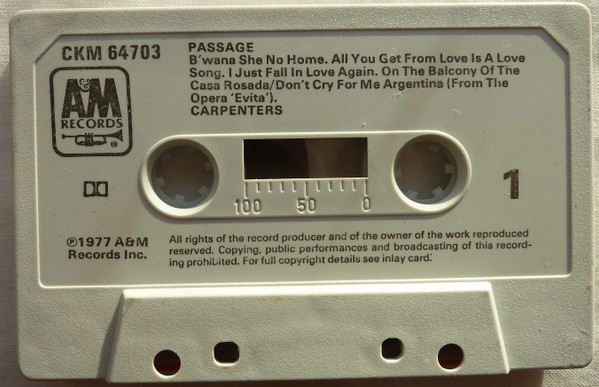 CKM 64703
PASSAGE
B'wana She No Home. All You Get From Love Is A Love
Song. I Just Fall In Love Again. On The Balcony Of The
Casa Rosada/Don't Cry For Me Argentina (From The
Opera 'Evita').
CARPENTERS
A&M
RECORDS
100 50 0
1
℗1977 A&M
Records Inc.
All rights of the record producer and of the owner of the work reproduced
reserved. Copying, public performances and broadcasting of this record-
ing prohibited. For full copyright details see inlay card.